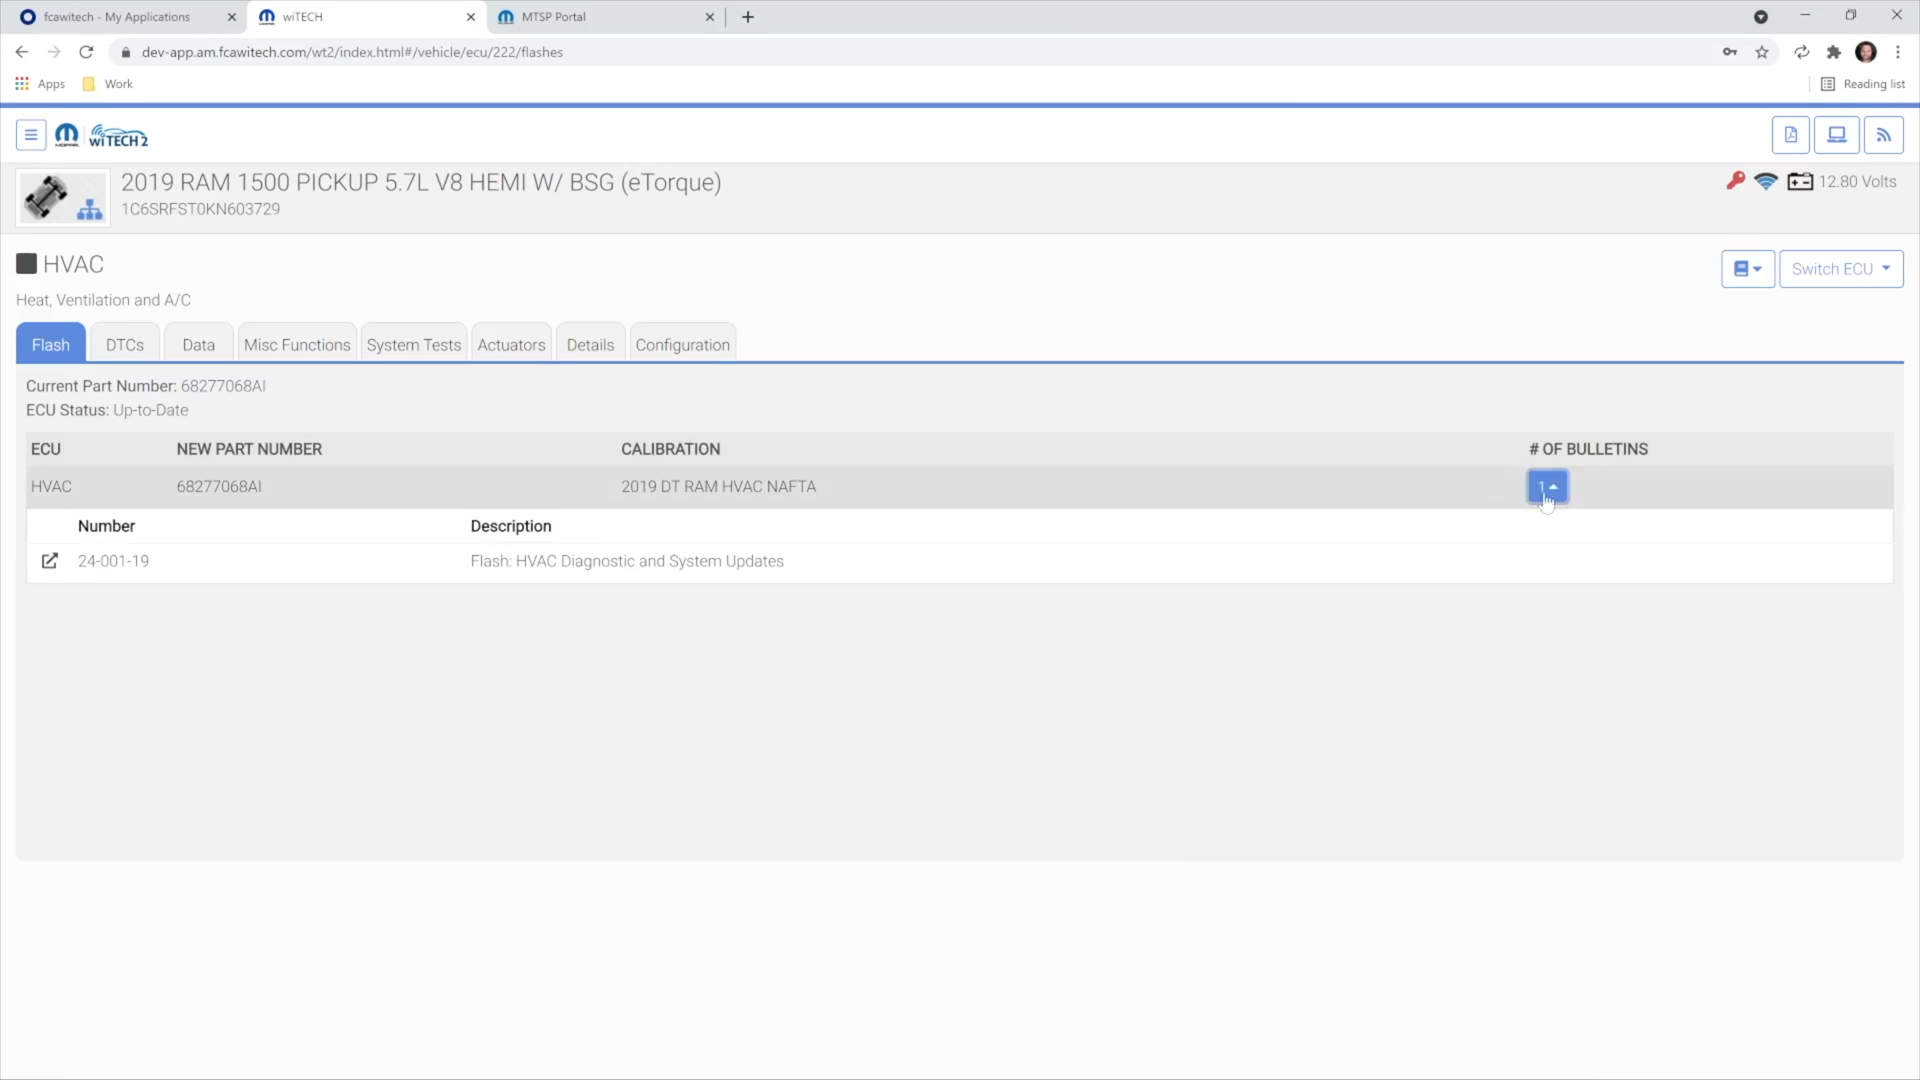 fcawitech - My Applications
wiTECH
MTSP Portal
dev-app.am.fcawitech.com/wt2/index.html#/vehicle/ecu/222/flashes
Apps
Work
Reading list
MOPAR
wiTECH 2
2019 RAM 1500 PICKUP 5.7L V8 HEMI W/ BSG (eTorque)
1C6SRFST0KN603729
12.80 Volts
HVAC
Switch ECU
Heat, Ventilation and A/C
Flash
DTCs
Data
Misc Functions
System Tests
Actuators
Details
Configuration
Current Part Number: 68277068AI
ECU Status: Up-to-Date
ECU NEW PART NUMBER CALIBRATION # OF BULLETINS
HVAC 68277068AI 2019 DT RAM HVAC NAFTA 1
Number Description
24-001-19 Flash: HVAC Diagnostic and System Updates